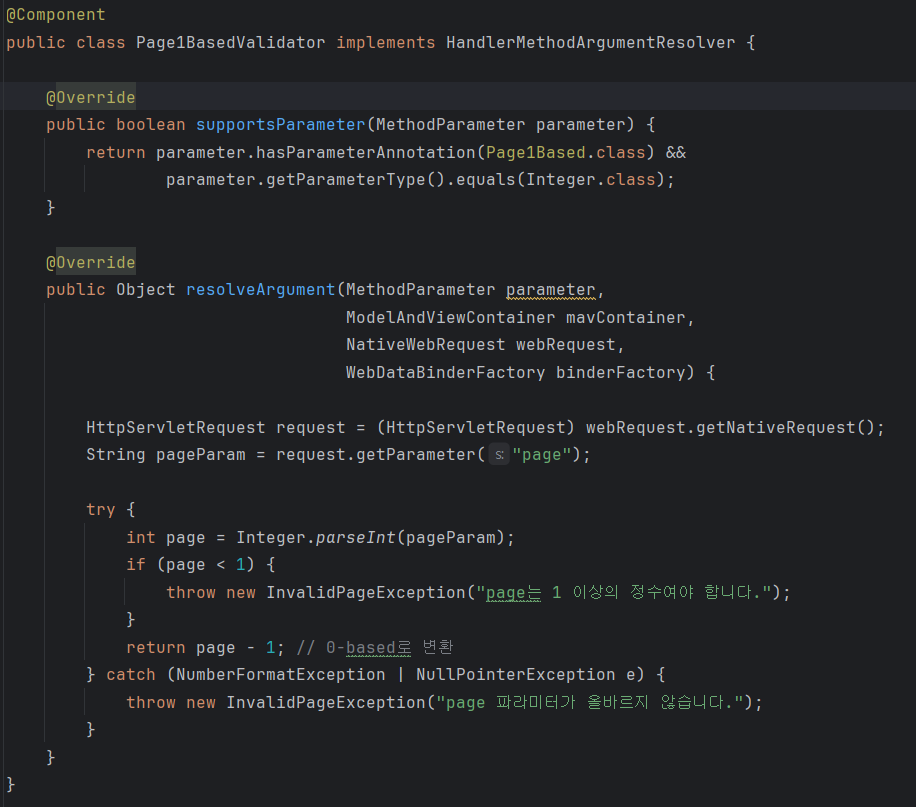 @Component
public class Page1BasedValidator implements HandlerMethodArgumentResolver {
@Override
public boolean supportsParameter(MethodParameter parameter) {
return parameter.hasParameterAnnotation(Page1Based.class) &&
parameter.getParameterType().equals(Integer.class);
}
@Override
public Object resolveArgument(MethodParameter parameter,
ModelAndViewContainer mavContainer,
NativeWebRequest webRequest,
WebDataBinderFactory binderFactory) {
HttpServletRequest request = (HttpServletRequest) webRequest.getNativeRequest();
String pageParam = request.getParameter( s: "page");
try {
int page = Integer.parseInt(pageParam);
if (page < 1) {
throw new InvalidPageException("page는 1 이상의 정수여야 합니다.");
}
return page - 1; // 0-based로 변환
} catch (NumberFormatException | NullPointerException e) {
throw new InvalidPageException("page 파라미터가 올바르지 않습니다.");
}
}
}